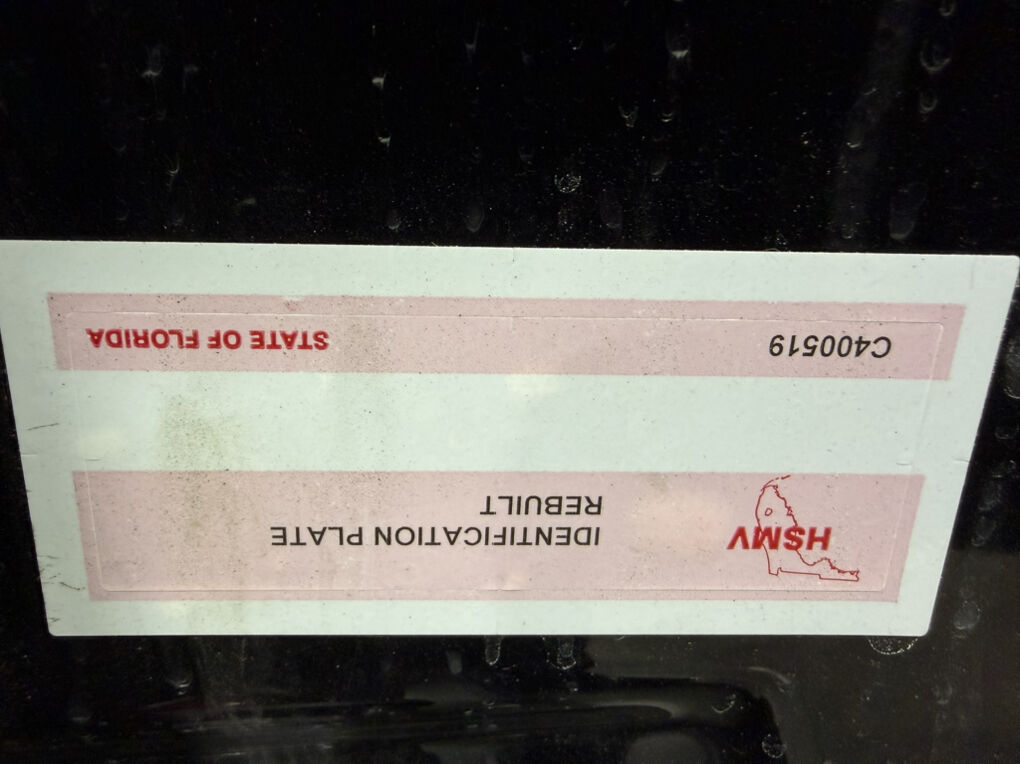 HSMV
IDENTIFICATION PLATE
REBUILT
C400519
STATE OF FLORIDA